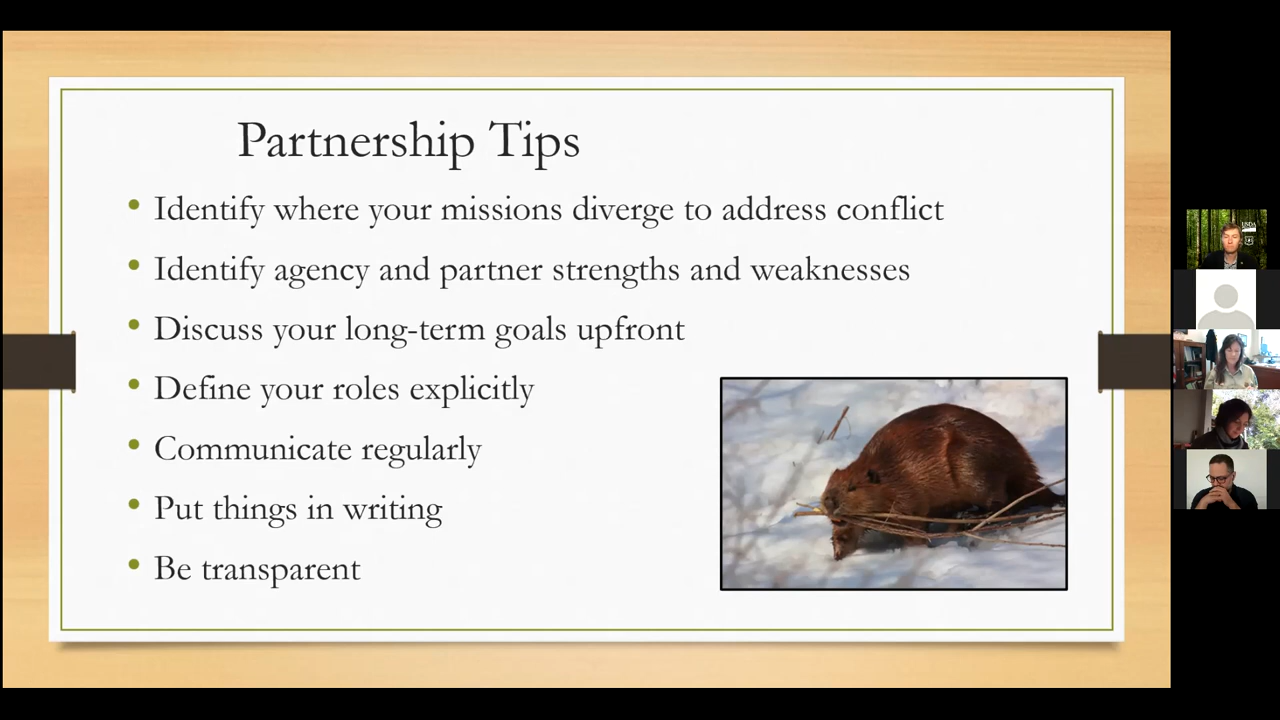 Partnership Tips
Identify where your missions diverge to address conflict
Identify agency and partner strengths and weaknesses
Discuss your long-term goals upfront
Define your roles explicitly
Communicate regularly
Put things in writing
Be transparent
USDA